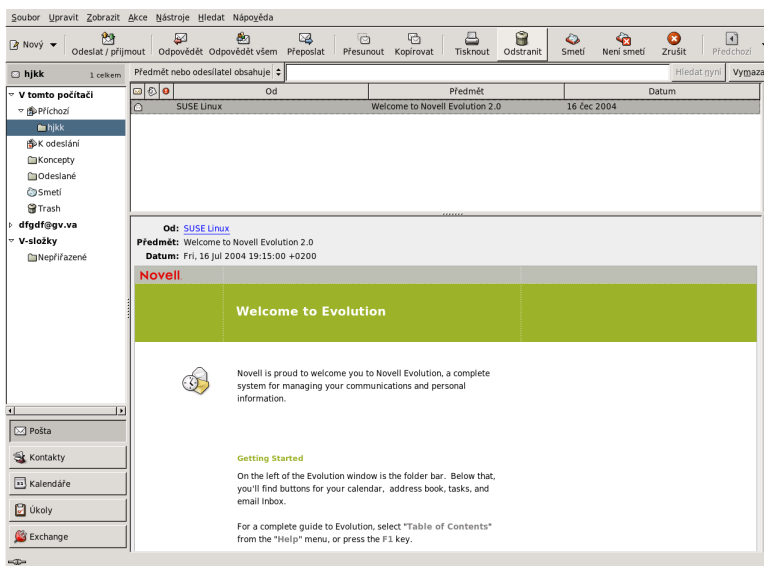 Soubor Upravit Zobrazit Akce Nástroje Hledat Nápověda
Nový Odeslat / přijmout Odpovědět Odpovědět všem Přeposlat Přesunout Kopírovat Tisknout Odstranit Smetí Není smetí Zrušit Předchozí
hjkk 1 celkem
Předmět nebo odesílatel obsahuje Hledat nyní Vymaza
Od Předmět Datum
SUSE Linux Welcome to Novell Evolution 2.0 16 čec 2004
V tomto počítači
Příchozí
hjkk
K odeslání
Koncepty
Odeslané
Smetí
Trash
dfgdf@gv.va
V-složky
Nepřiřazené
Pošta
Kontakty
Kalendáře
Úkoly
Exchange
Od: SUSE Linux
Předmět: Welcome to Novell Evolution 2.0
Datum: Fri, 16 Jul 2004 19:15:00 +0200
Novell
Welcome to Evolution
Novell is proud to welcome you to Novell Evolution, a complete
system for managing your communications and personal
information.
Getting Started
On the left of the Evolution window is the folder bar. Below that,
you'll find buttons for your calendar, address book, tasks, and
email Inbox.
For a complete guide to Evolution, select "Table of Contents"
from the "Help" menu, or press the F1 key.